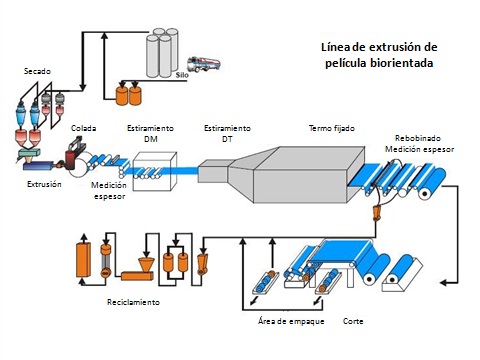 Línea de extrusión de
película biorientada
Secado
Silo
Colada
Estiramiento
DM
Estiramiento
DT
Termo fijado
Rebobinado
Medición espesor
Extrusión
Medición
espesor
Reciclamiento
Área de empaque
Corte